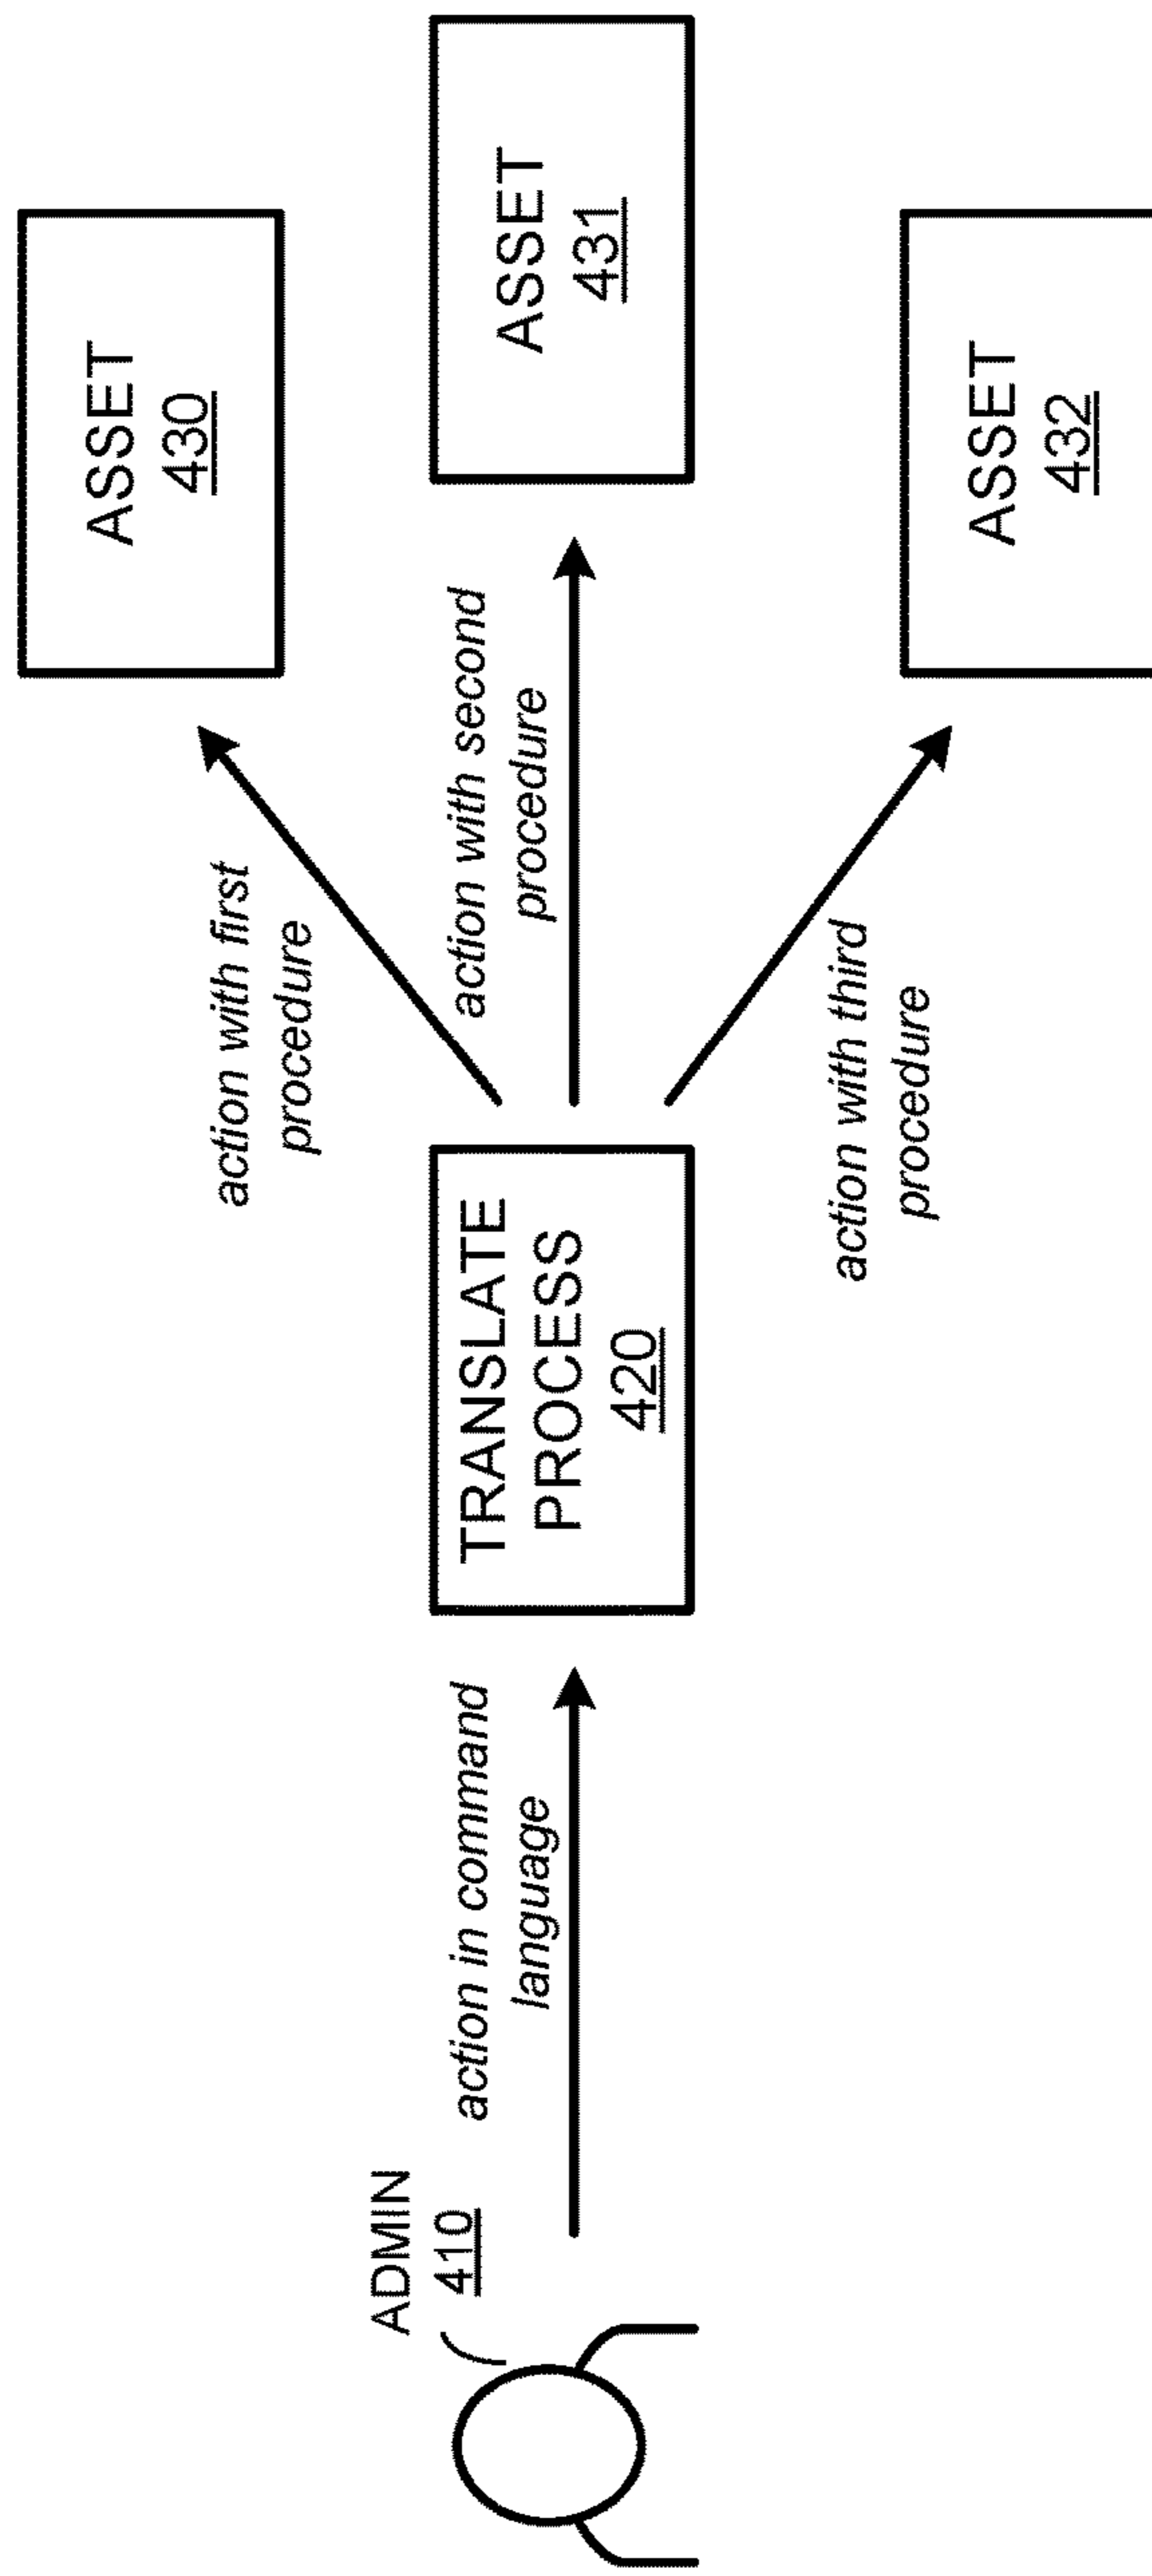 ADMIN
410
action in command
language
TRANSLATE
PROCESS
420
action with first
procedure
action with second
procedure
action with third
procedure
ASSET
430
ASSET
431
ASSET
432